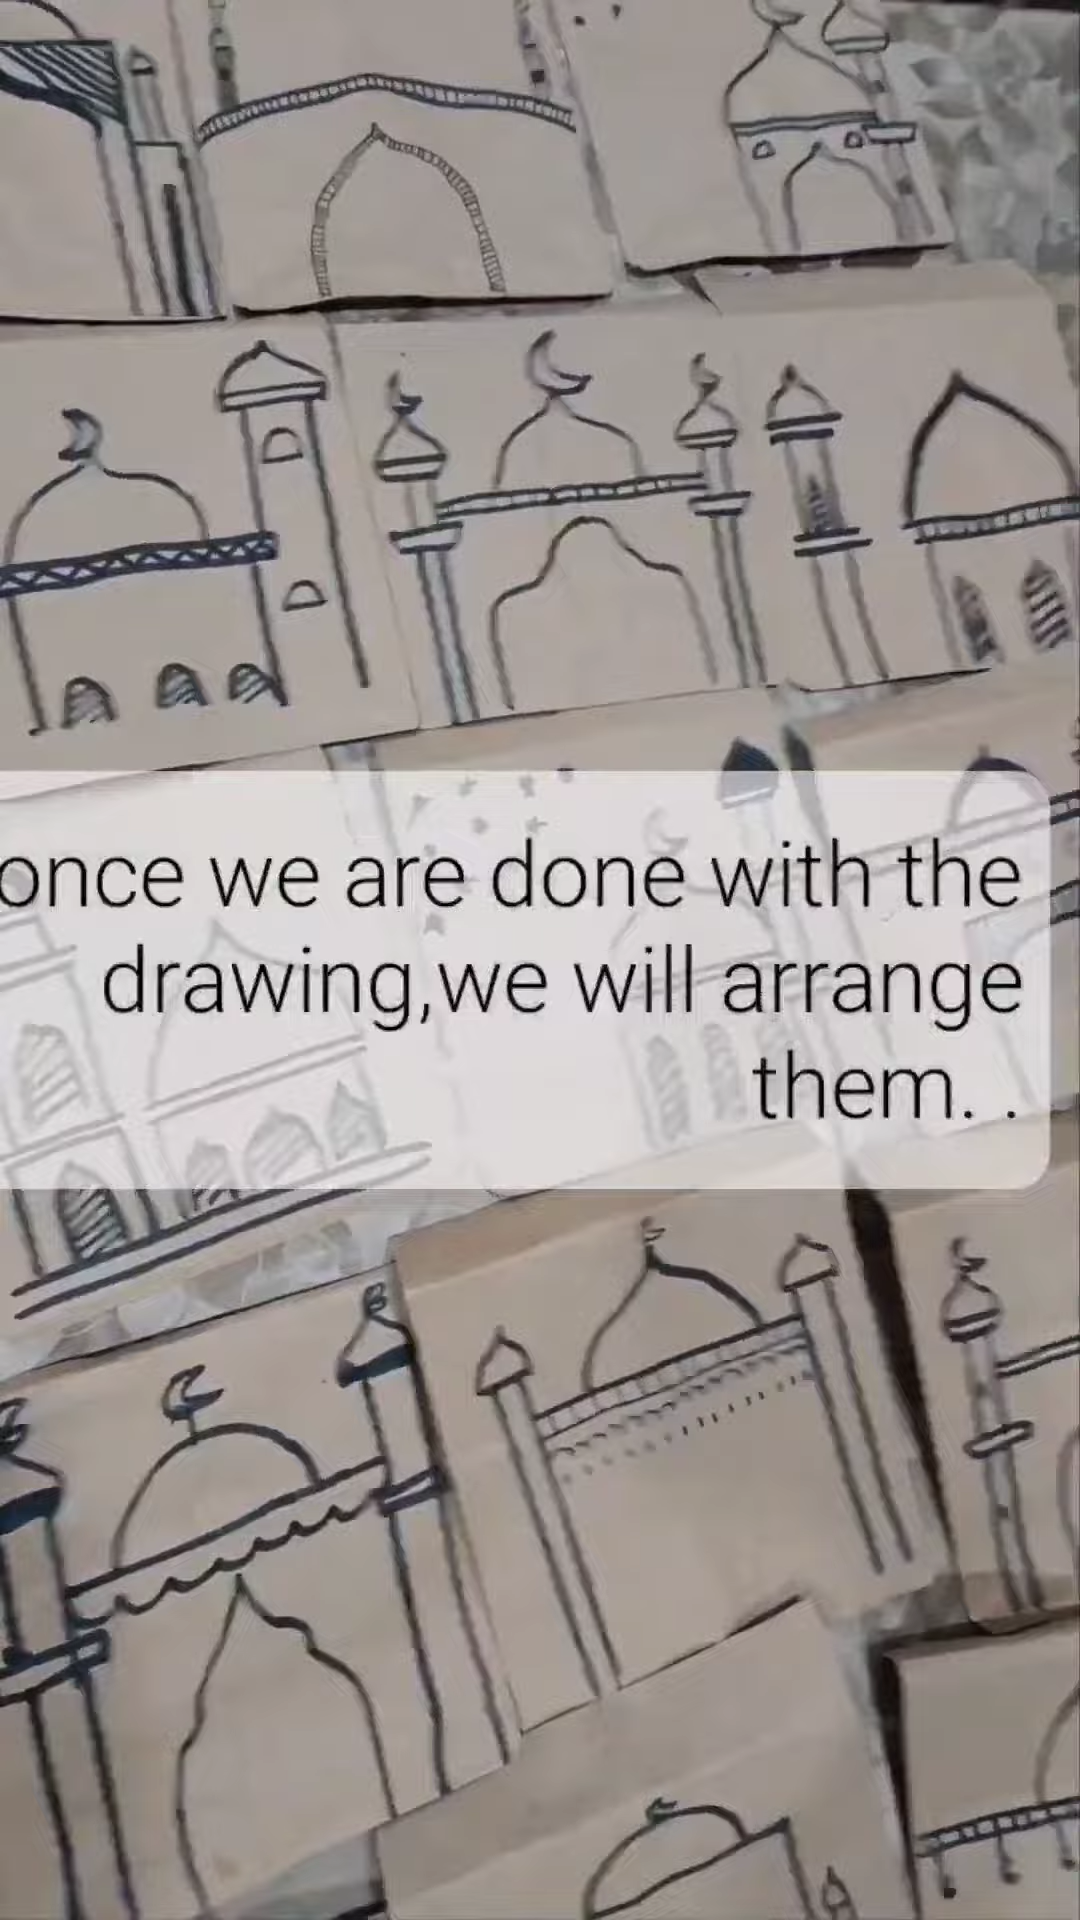 once we are done with the
drawing,we will arrange
them. .